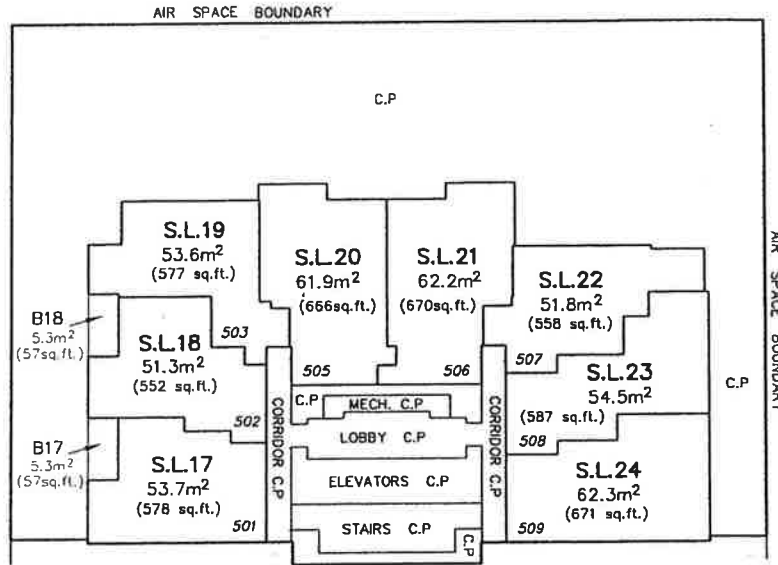 AIR SPACE BOUNDARY
C.P
S.L.19
53.6m²
(577 sq.ft.)
503
S.L.20
61.9m²
(666sq.ft.)
505
S.L.21
62.2m²
(670sq.ft.)
506
S.L.22
51.8m²
(558 sq.ft.)
507
AIR SPACE BOUNDARY
B18
5.3m²
(57sq.ft.)
S.L.18
51.3m²
(552 sq.ft.)
502
S.L.23
54.5m²
(587 sq.ft.)
508
C.P
B17
5.3m²
(57sq.ft.)
S.L.17
53.7m²
(578 sq.ft.)
501
CORRIDOR C.P
C.P
MECH. C.P
LOBBY C.P
ELEVATORS C.P
STAIRS C.P
C.P
CORRIDOR C.P
S.L.24
62.3m²
(671 sq.ft.)
509